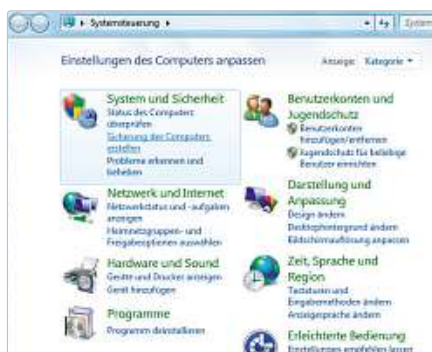 Systemsteuerung
System
Einstellungen des Computers anpassen
Anzeige: Kategorie
System und Sicherheit
Status des Computers
überprüfen
Sicherung des Computers
erstellen
Probleme erkennen und
beheben
Netzwerk und Internet
Netzwerkstatus und -aufgaben
anzeigen
Heimnetzgruppen- und
Freigabeoptionen auswählen
Hardware und Sound
Geräte und Drucker anzeigen
Gerät hinzufügen
Programme
Programm deinstallieren
Benutzerkonten und
Jugendschutz
Benutzerkonten
hinzufügen/entfernen
Jugendschutz für beliebige
Benutzer einrichten
Darstellung und
Anpassung
Design ändern
Desktophintergrund ändern
Bildschirmauflösung anpassen
Zeit, Sprache und
Region
Tastaturen und
Eingabemethoden ändern
Anzeigesprache ändern
Erleichterte Bedienung
Einstellungen empfehlen lassen